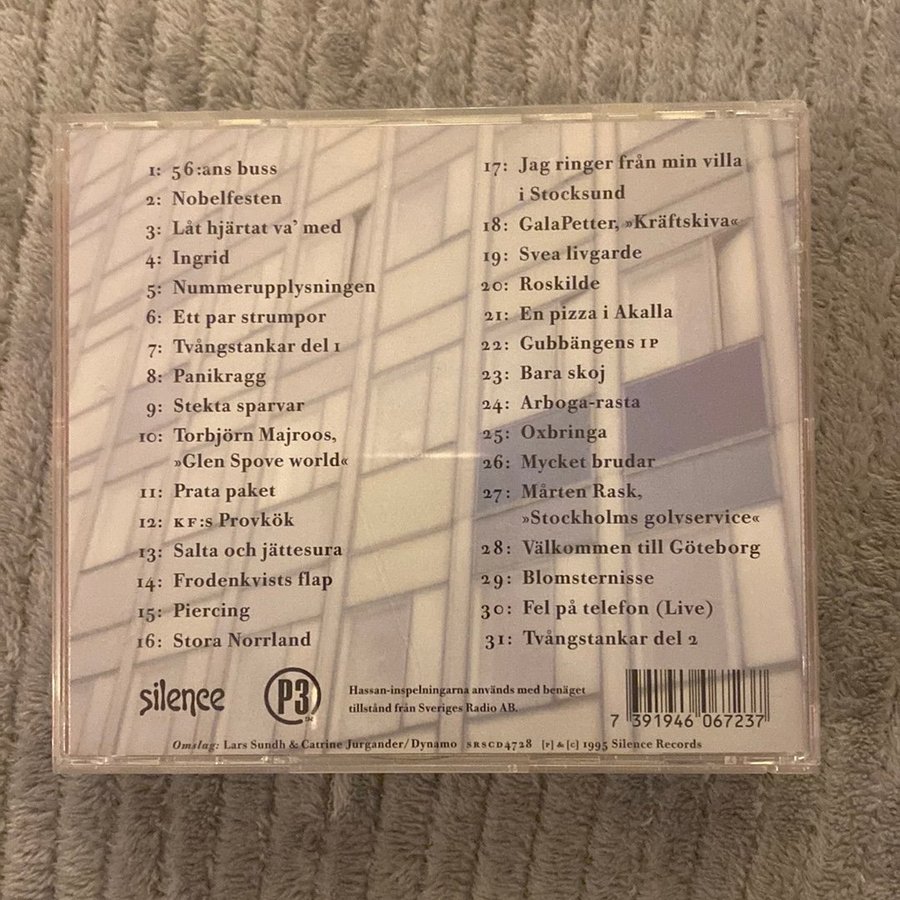 1: 56:ans buss
2: Nobelfesten
3: Låt hjärtat va' med
4: Ingrid
5: Nummerupplysningen
6: Ett par strumpor
7: Tvångstankar del 1
8: Panikragg
9: Stekta sparvar
10: Torbjörn Majroos,
»Glen Spove world«
11: Prata paket
12: KF:s Provkök
13: Salta och jättesura
14: Frodenkvists flap
15: Piercing
16: Stora Norrland
17: Jag ringer från min villa
i Stocksund
18: GalaPetter, »Kräftskiva«
19: Svea livgarde
20: Roskilde
21: En pizza i Akalla
22: Gubbängens IP
23: Bara skoj
24: Arboga-rasta
25: Oxbringa
26: Mycket brudar
27: Mårten Rask,
»Stockholms golvservice«
28: Välkommen till Göteborg
29: Blomsternisse
30: Fel på telefon (Live)
31: Tvångstankar del 2
silence
P3
Hassan-inspelningarna används med benäget
tillstånd från Sveriges Radio AB.
7 391946 067237
Omslag: Lars Sundh & Catrine Jurgander/Dynamo SRSCD4728 [P] & [C] 1995 Silence Records